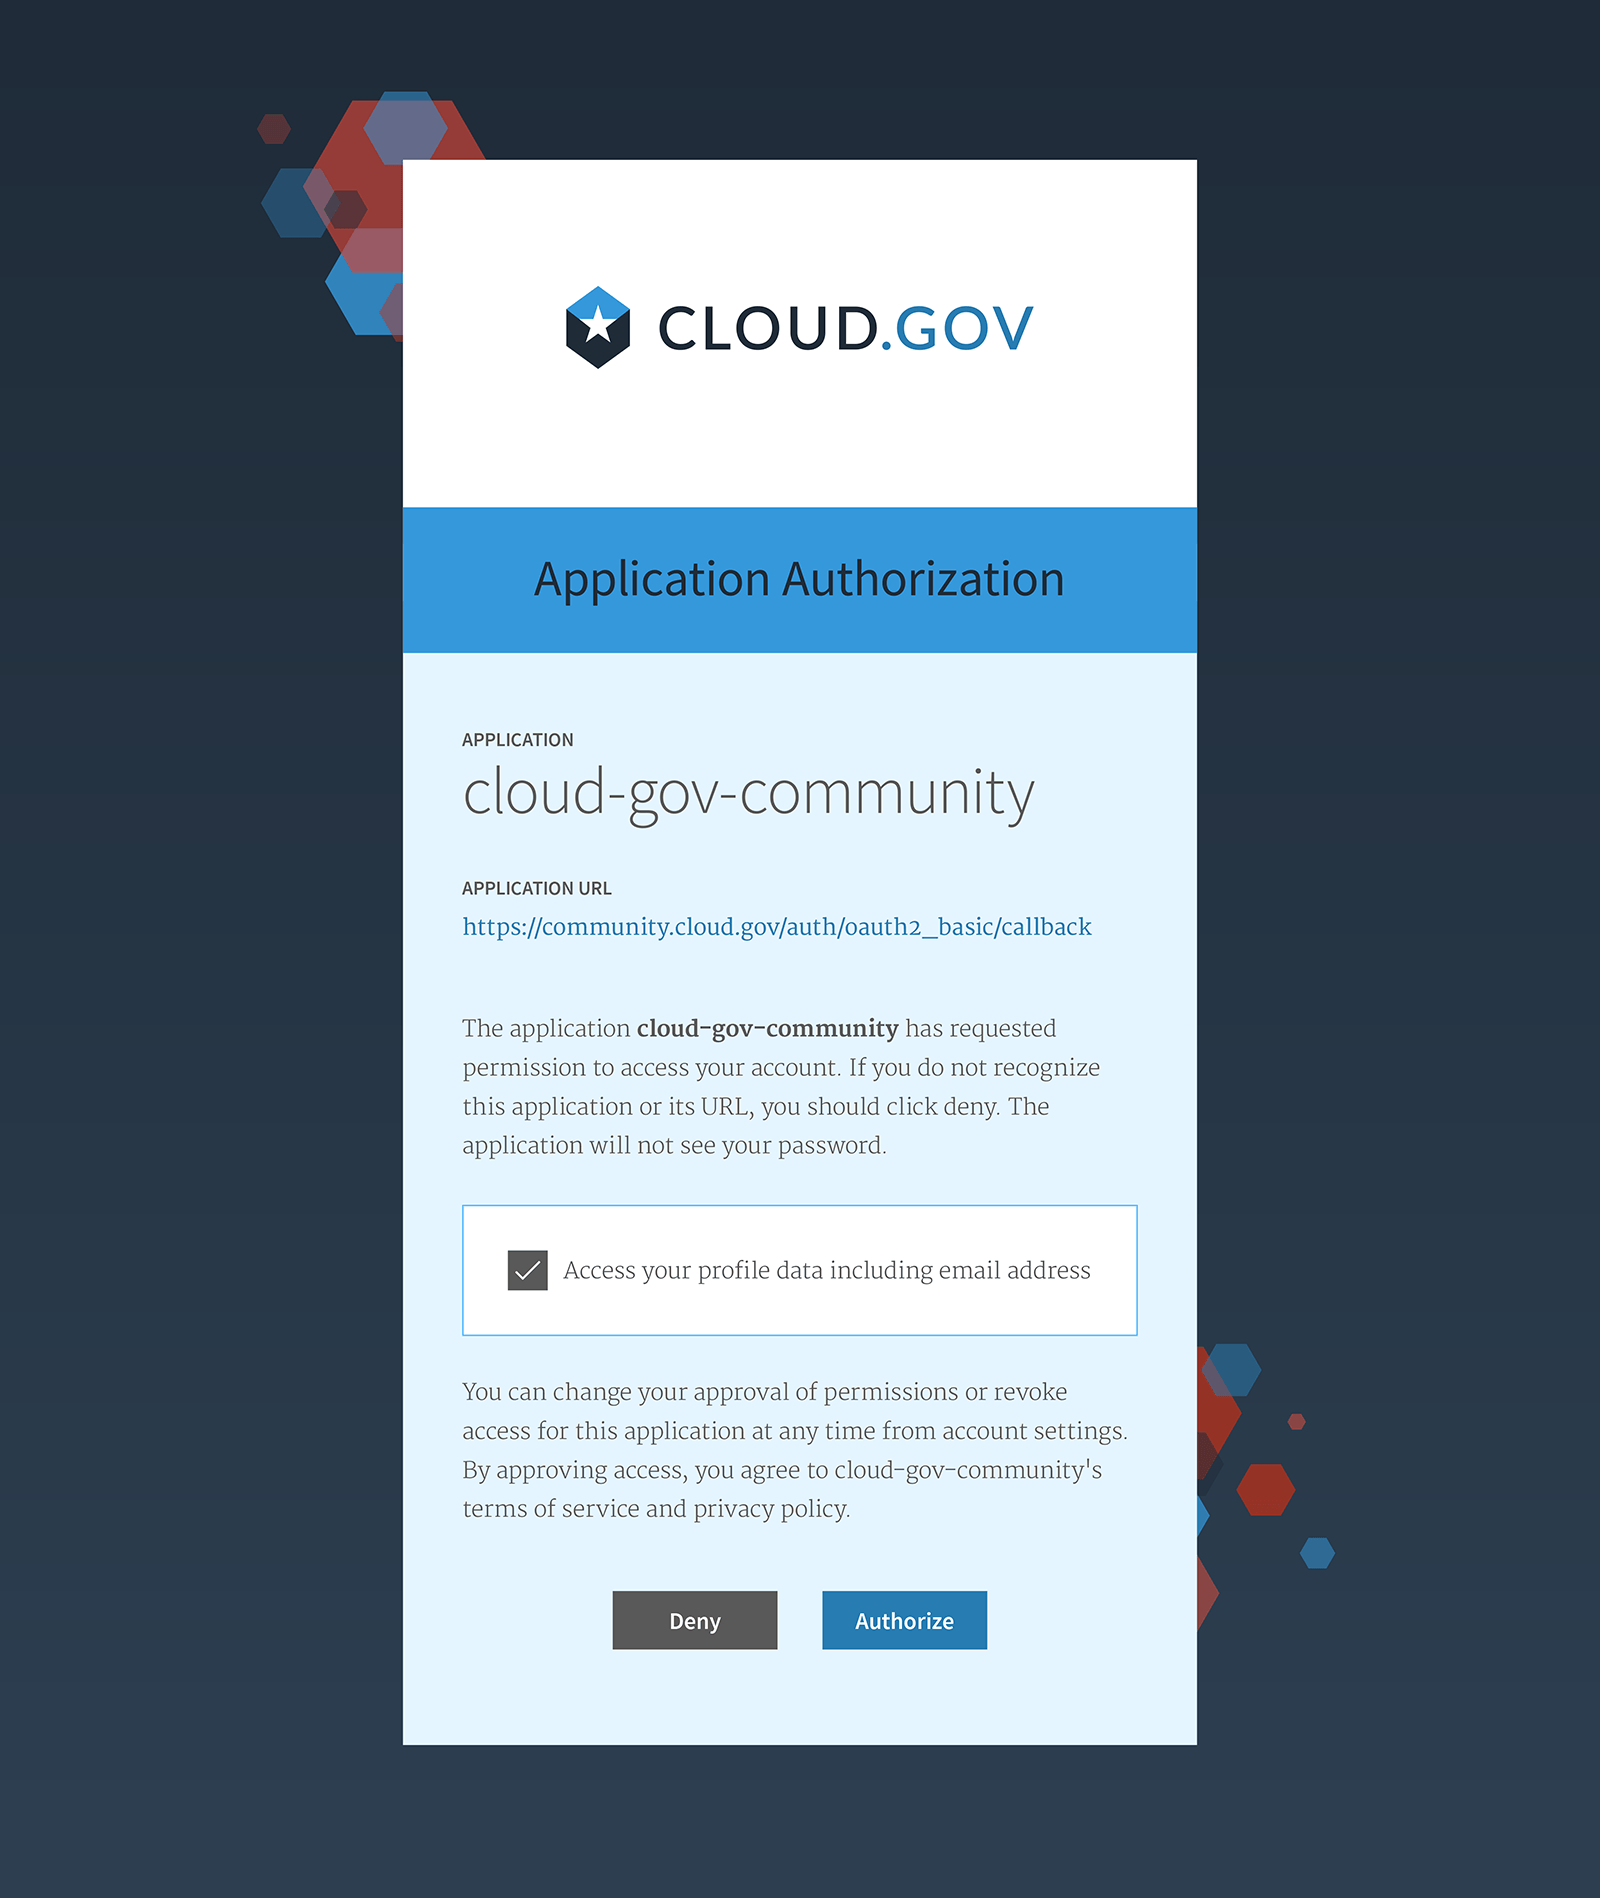 CLOUD.GOV
Application Authorization
APPLICATION
cloud-gov-community
APPLICATION URL
https://community.cloud.gov/auth/oauth2_basic/callback
The application cloud-gov-community has requested
permission to access your account. If you do not recognize
this application or its URL, you should click deny. The
application will not see your password.
Access your profile data including email address
You can change your approval of permissions or revoke
access for this application at any time from account settings.
By approving access, you agree to cloud-gov-community's
terms of service and privacy policy.
Deny
Authorize